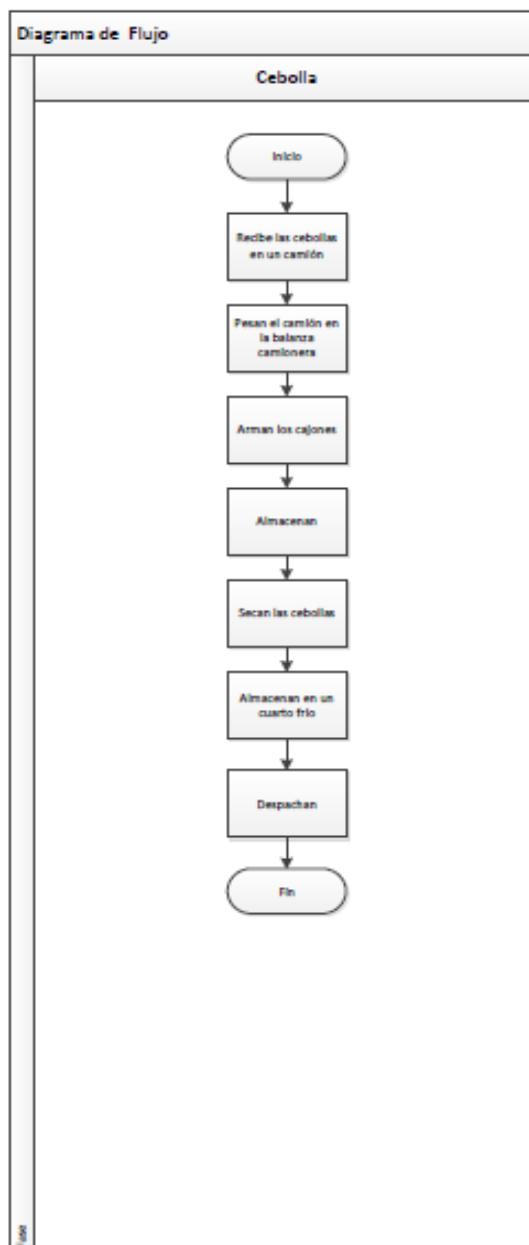 Diagrama de Flujo
Cebolla
Inicio
Recibe las cebollas
en un camión
Pesan el camión en
la balanza
camionera
Arman los cajones
Almacenan
Secan las cebollas
Almacenan en un
cuarto frío
Despachan
Fin